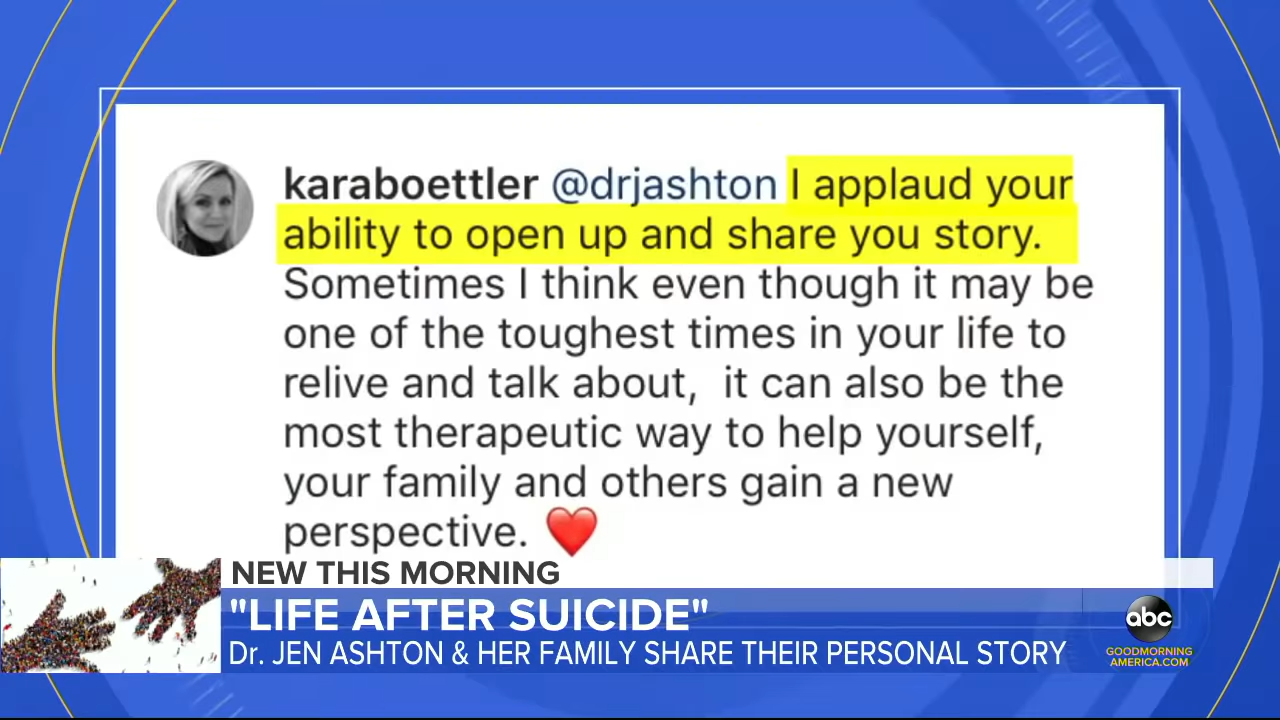 karaboettler @drjashton I applaud your
ability to open up and share you story.
Sometimes I think even though it may be
one of the toughest times in your life to
relive and talk about,  it can also be the
most therapeutic way to help yourself,
your family and others gain a new
perspective. ❤️
NEW THIS MORNING
"LIFE AFTER SUICIDE"
Dr. JEN ASHTON & HER FAMILY SHARE THEIR PERSONAL STORY
abc
GOODMORNING
AMERICA.COM